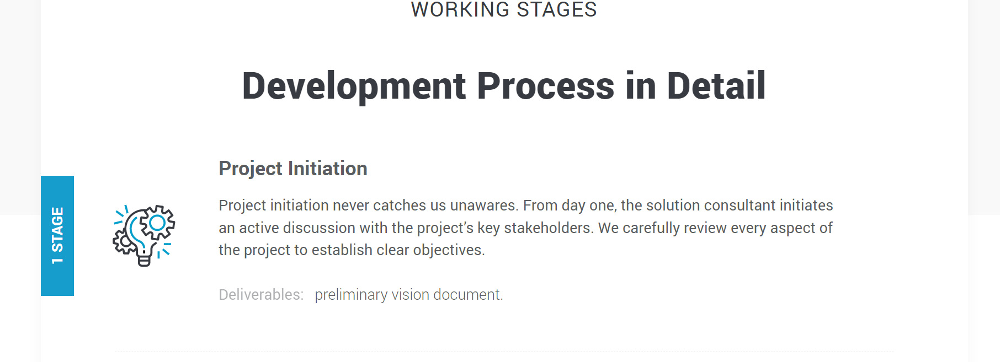 WORKING STAGES
Development Process in Detail
Project Initiation
1 STAGE
Project initiation never catches us unawares. From day one, the solution consultant initiates
an active discussion with the project’s key stakeholders. We carefully review every aspect of
the project to establish clear objectives.
Deliverables: preliminary vision document.